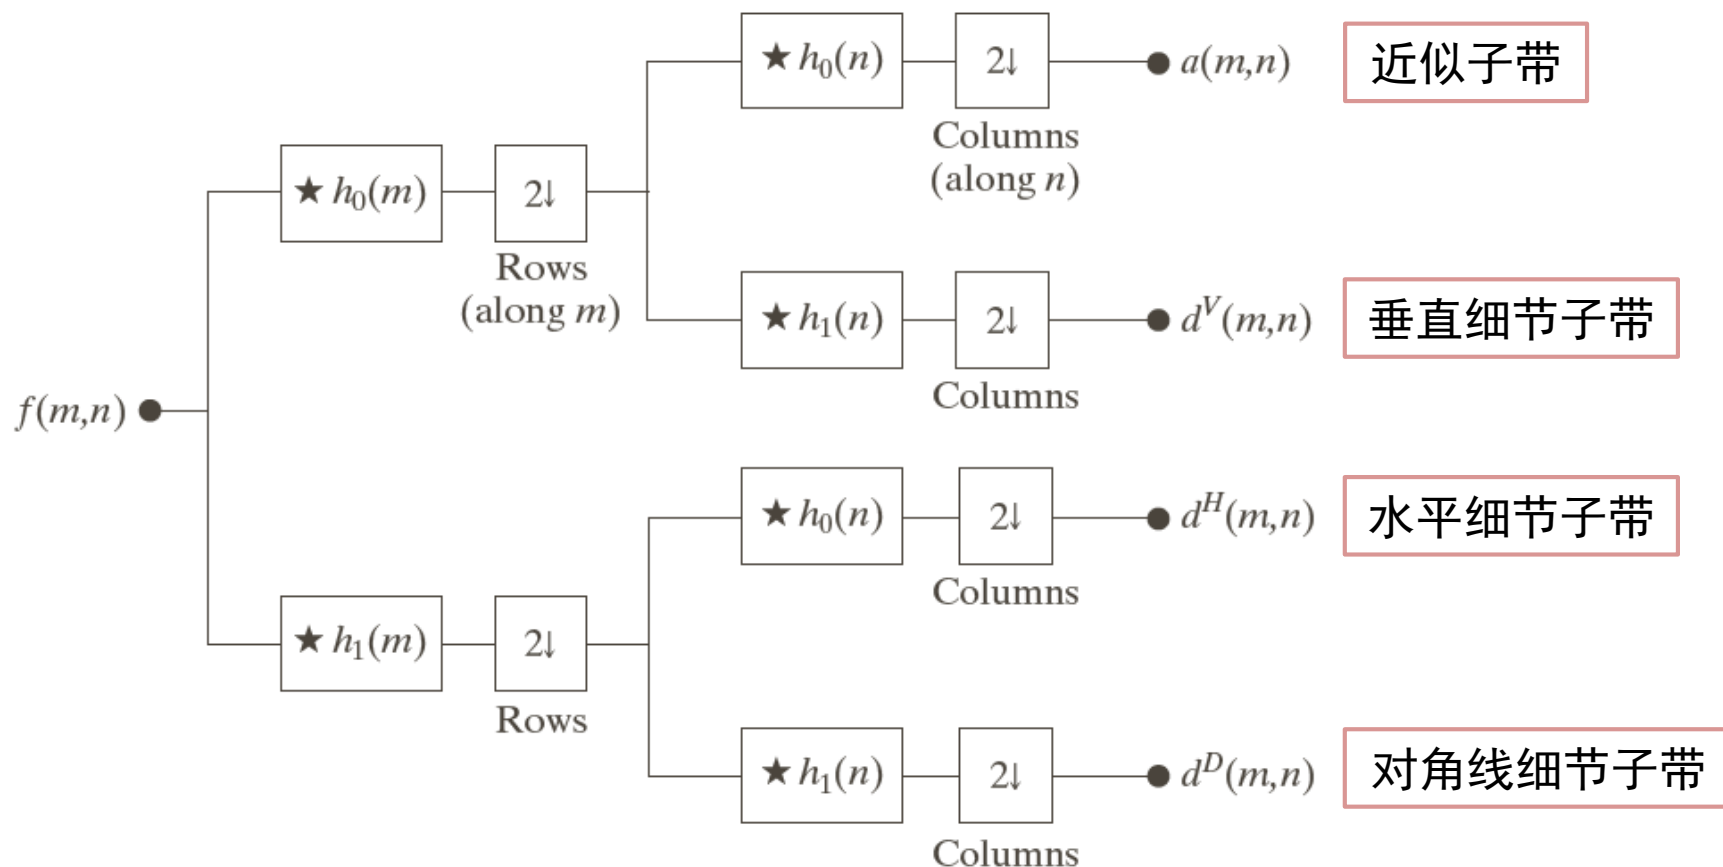 ★ h₀(n)
2↓
a(m,n)
近似子带
Columns
(along n)
★ h₀(m)
2↓
Rows
(along m)
★ h₁(n)
2↓
dⱽ(m,n)
垂直细节子带
Columns
f(m,n)
★ h₀(n)
2↓
dᴴ(m,n)
水平细节子带
Columns
★ h₁(m)
2↓
Rows
★ h₁(n)
2↓
dᴰ(m,n)
对角线细节子带
Columns